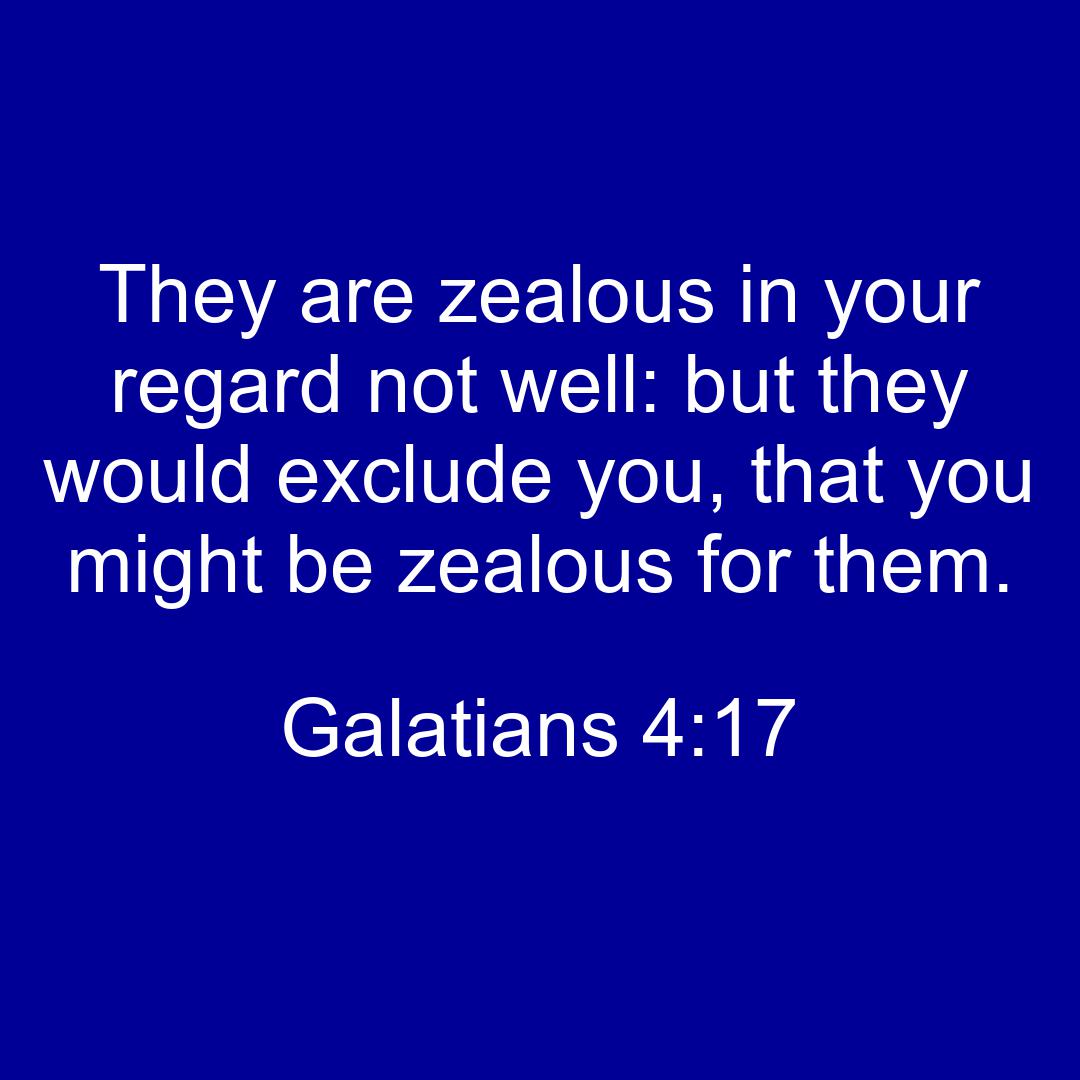 They are zealous in your
regard not well: but they
would exclude you, that you
might be zealous for them.
Galatians 4:17